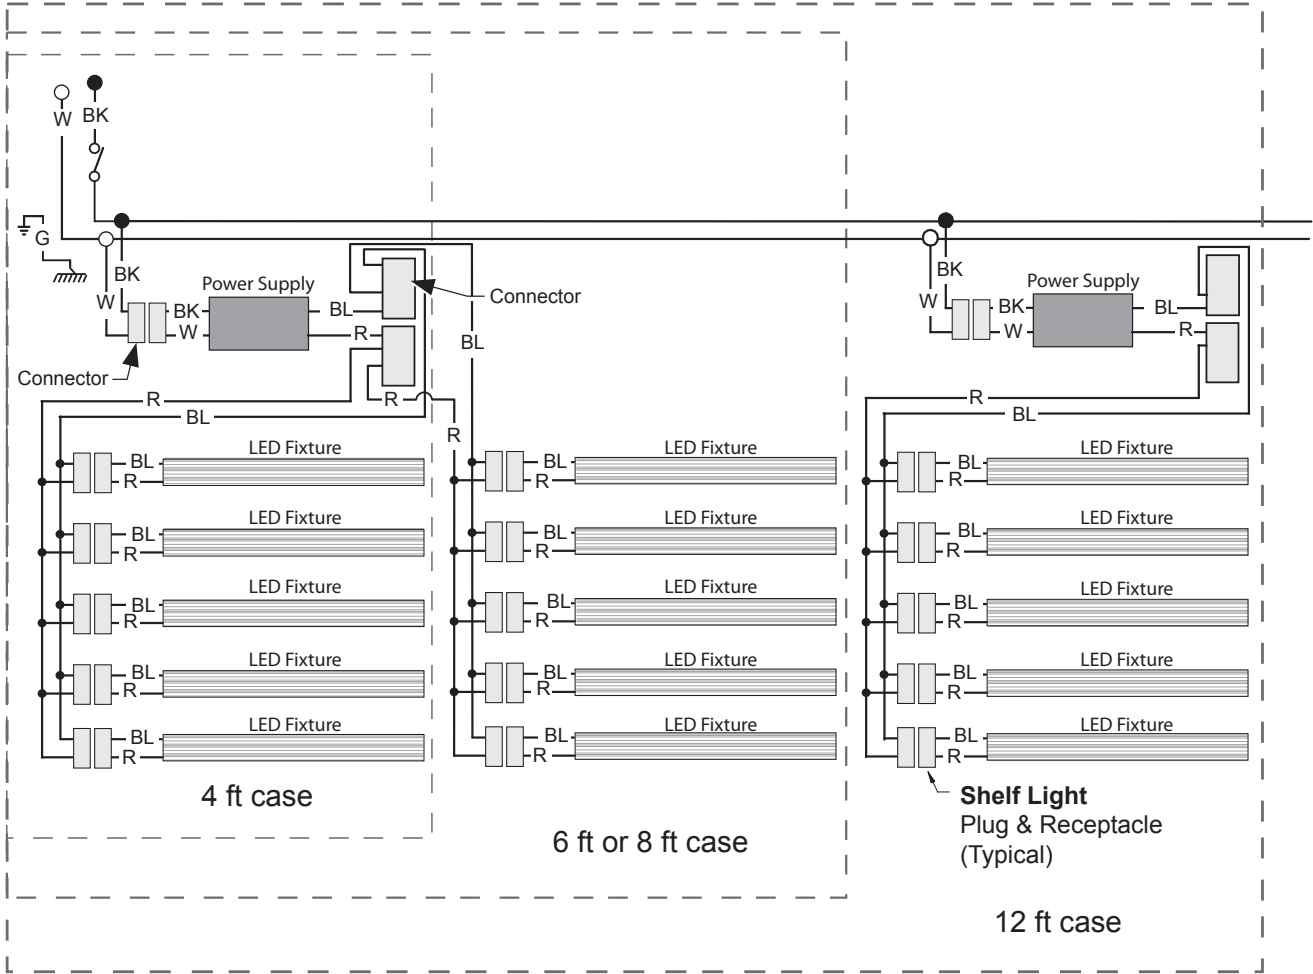 W
BK
G
BK
W
Power Supply
BK
W
BL
R
Connector
Connector
R
BL
R
BL
R
BK
W
Power Supply
BK
W
BL
R
R
BL
LED Fixture
BL
R
LED Fixture
BL
R
LED Fixture
BL
R
LED Fixture
BL
R
LED Fixture
BL
R
LED Fixture
BL
R
LED Fixture
BL
R
LED Fixture
BL
R
LED Fixture
BL
R
LED Fixture
BL
R
LED Fixture
BL
R
LED Fixture
BL
R
LED Fixture
BL
R
LED Fixture
BL
R
LED Fixture
BL
R
4 ft case
6 ft or 8 ft case
Shelf Light
Plug & Receptacle
(Typical)
12 ft case